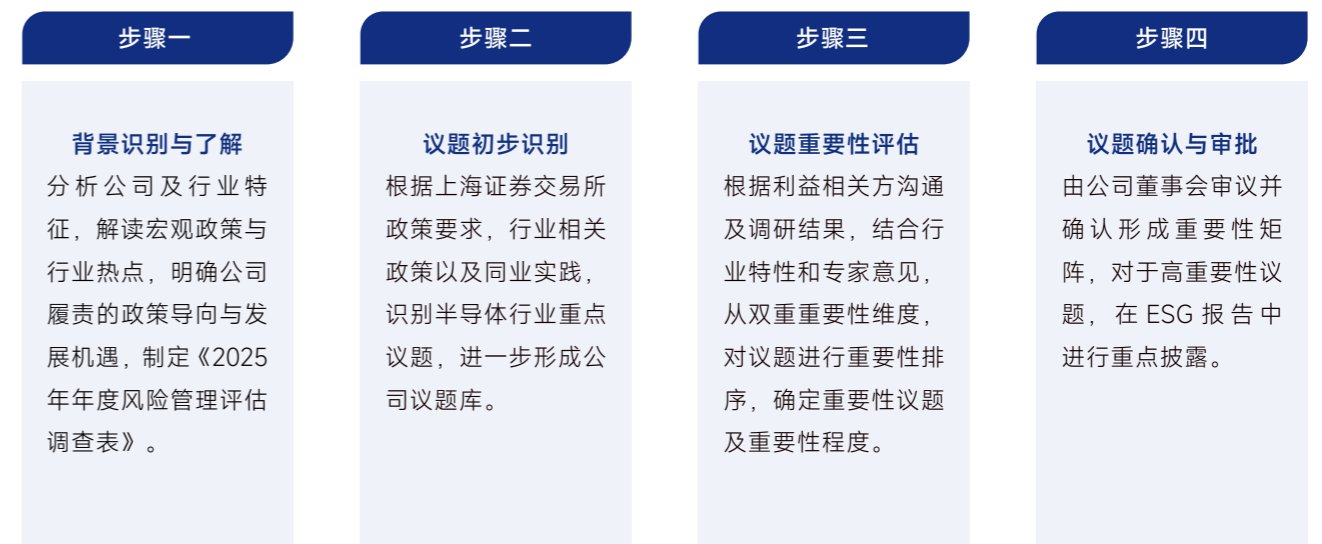 步骤一
背景识别与了解
分析公司及行业特
征，解读宏观政策与
行业热点，明确公司
履责的政策导向与发
展机遇，制定《2025
年年度风险管理评估
调查表》。
步骤二
议题初步识别
根据上海证券交易所
政策要求，行业相关
政策以及同业实践，
识别半导体行业重点
议题，进一步形成公
司议题库。
步骤三
议题重要性评估
根据利益相关方沟通
及调研结果，结合行
业特性和专家意见，
从双重重要性维度，
对议题进行重要性排
序，确定重要性议题
及重要性程度。
步骤四
议题确认与审批
由公司董事会审议并
确认形成重要性矩
阵，对于高重要性议
题，在 ESG 报告中
进行重点披露。